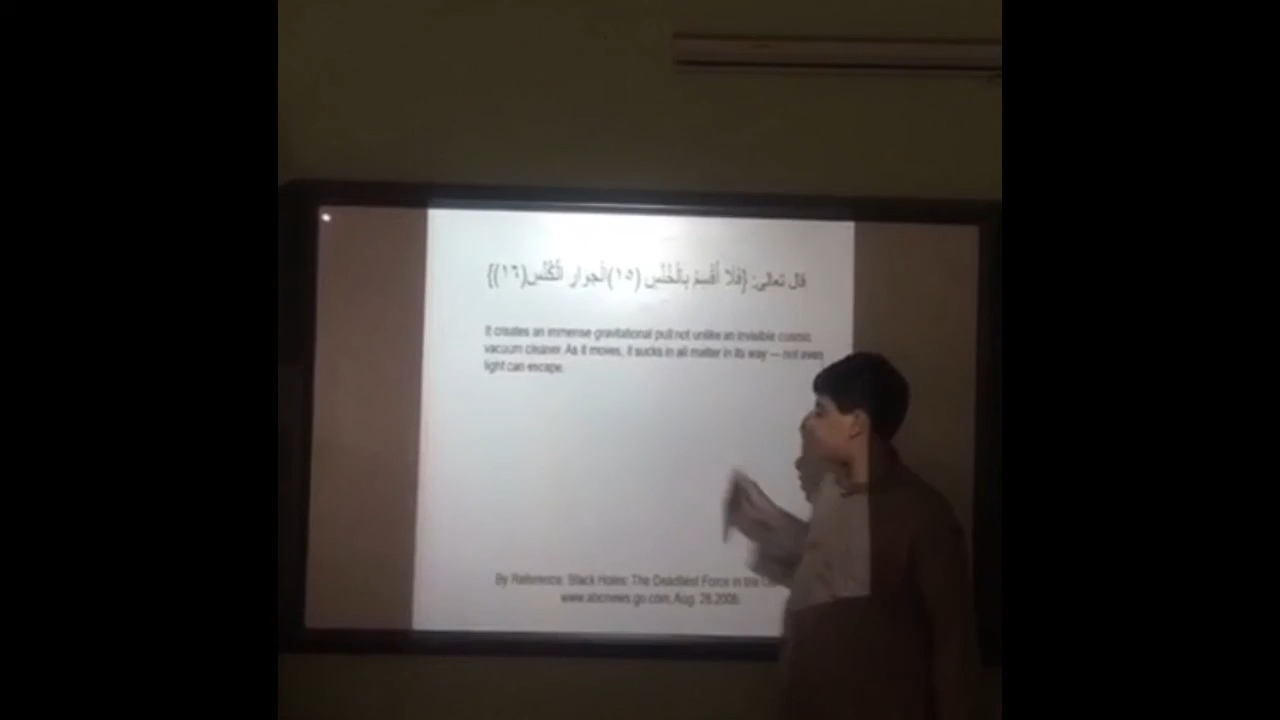 قال تعالى: {فَلَا أُقْسِمُ بِالْخُنَّسِ (١٥)الْجَوَارِ الْكُنَّسِ(١٦)}
It creates an immense gravitational pull not unlike an invisible cosmic
vacuum cleaner. As it moves, it sucks in all matter in its way — not even
light can escape.
By Reference: Black Holes: The Deadliest Force in the
www.abcnews.go.com, Aug. 28,2006.